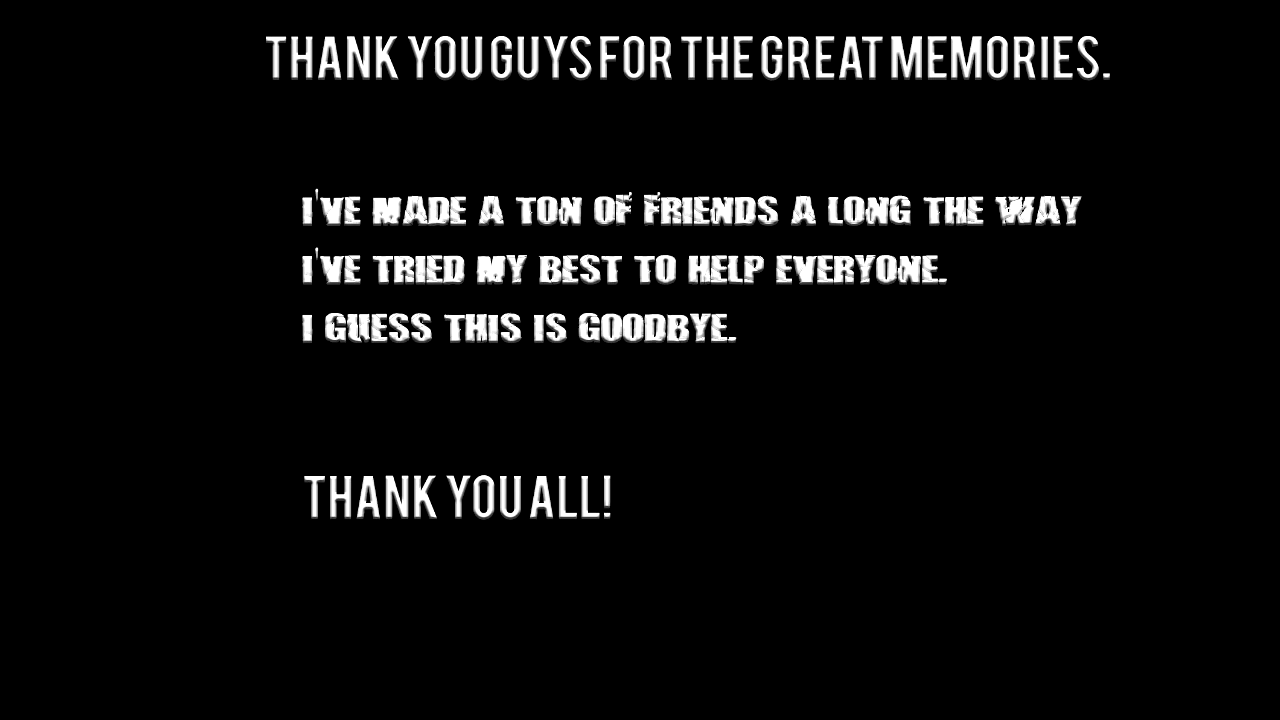 THANK YOU GUYS FOR THE GREAT MEMORIES.
I'VE MADE A TON OF FRIENDS A LONG THE WAY
I'VE TRIED MY BEST TO HELP EVERYONE.
I GUESS THIS IS GOODBYE.
THANK YOU ALL!